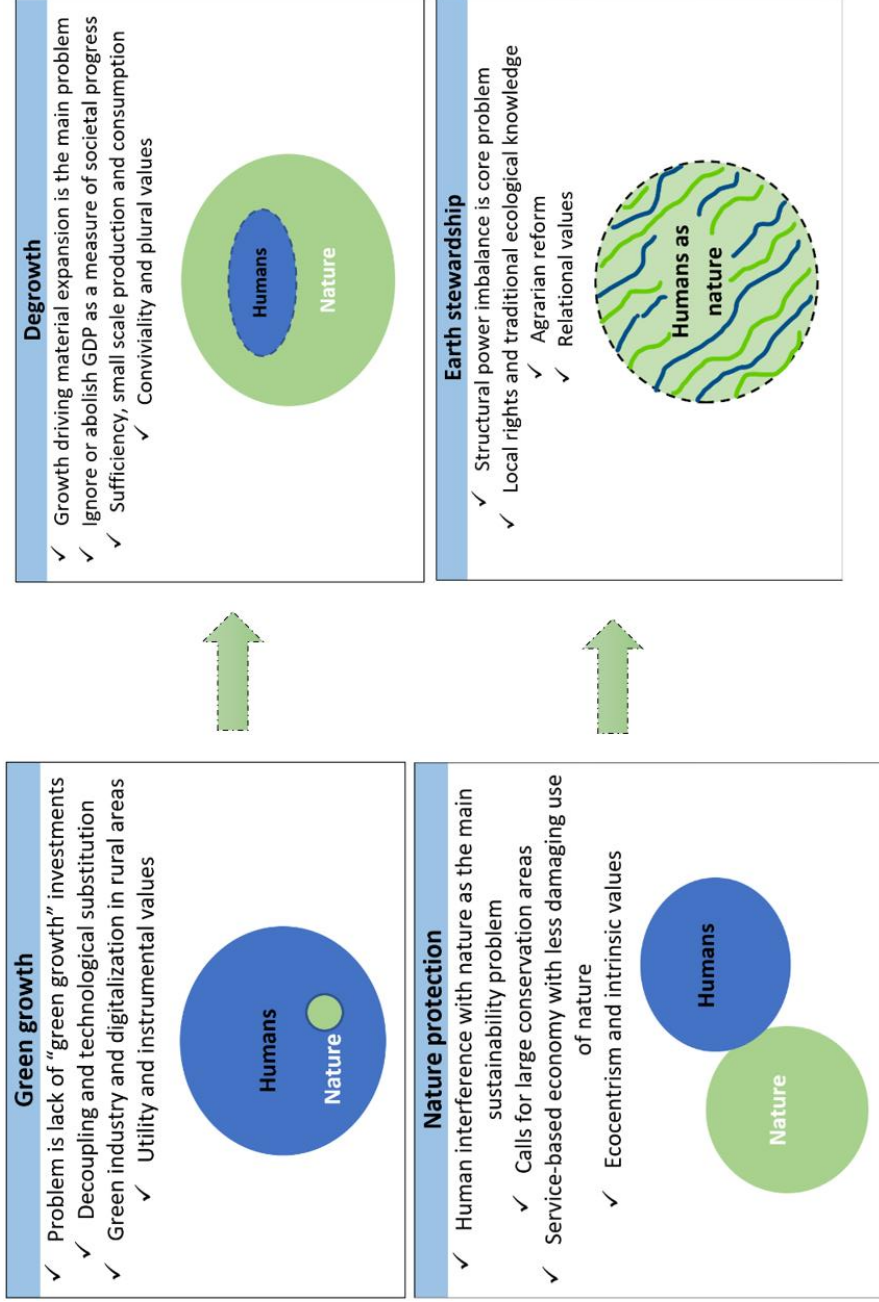 Green growth
✓ Problem is lack of “green growth” investments
✓ Decoupling and technological substitution
✓ Green industry and digitalization in rural areas
✓ Utility and instrumental values
Humans
Nature
Degrowth
✓ Growth driving material expansion is the main problem
✓ Ignore or abolish GDP as a measure of societal progress
✓ Sufficiency, small scale production and consumption
✓ Conviviality and plural values
Humans
Nature
Nature protection
✓ Human interference with nature as the main
sustainability problem
✓ Calls for large conservation areas
✓ Service-based economy with less damaging use
of nature
✓ Ecocentrism and intrinsic values
Humans
Nature
Earth stewardship
✓ Structural power imbalance is core problem
✓ Local rights and traditional ecological knowledge
✓ Agrarian reform
✓ Relational values
Humans as
nature